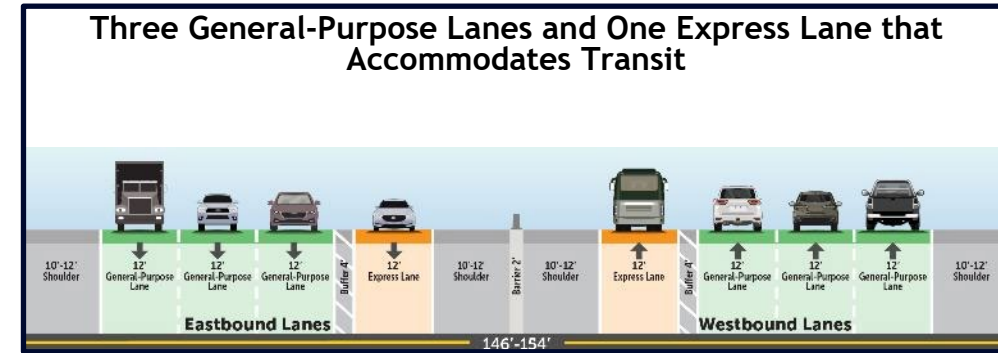 Three General-Purpose Lanes and One Express Lane that
Accommodates Transit
10'-12'
Shoulder
12'
General-Purpose
Lane
12'
General-Purpose
Lane
12'
General-Purpose
Lane
Buffer 4'
12'
Express Lane
10'-12'
Shoulder
Barrier 2'
10'-12'
Shoulder
12'
Express Lane
Buffer 4'
12'
General-Purpose
Lane
12'
General-Purpose
Lane
12'
General-Purpose
Lane
10'-12'
Shoulder
Eastbound Lanes
Westbound Lanes
146'-154'